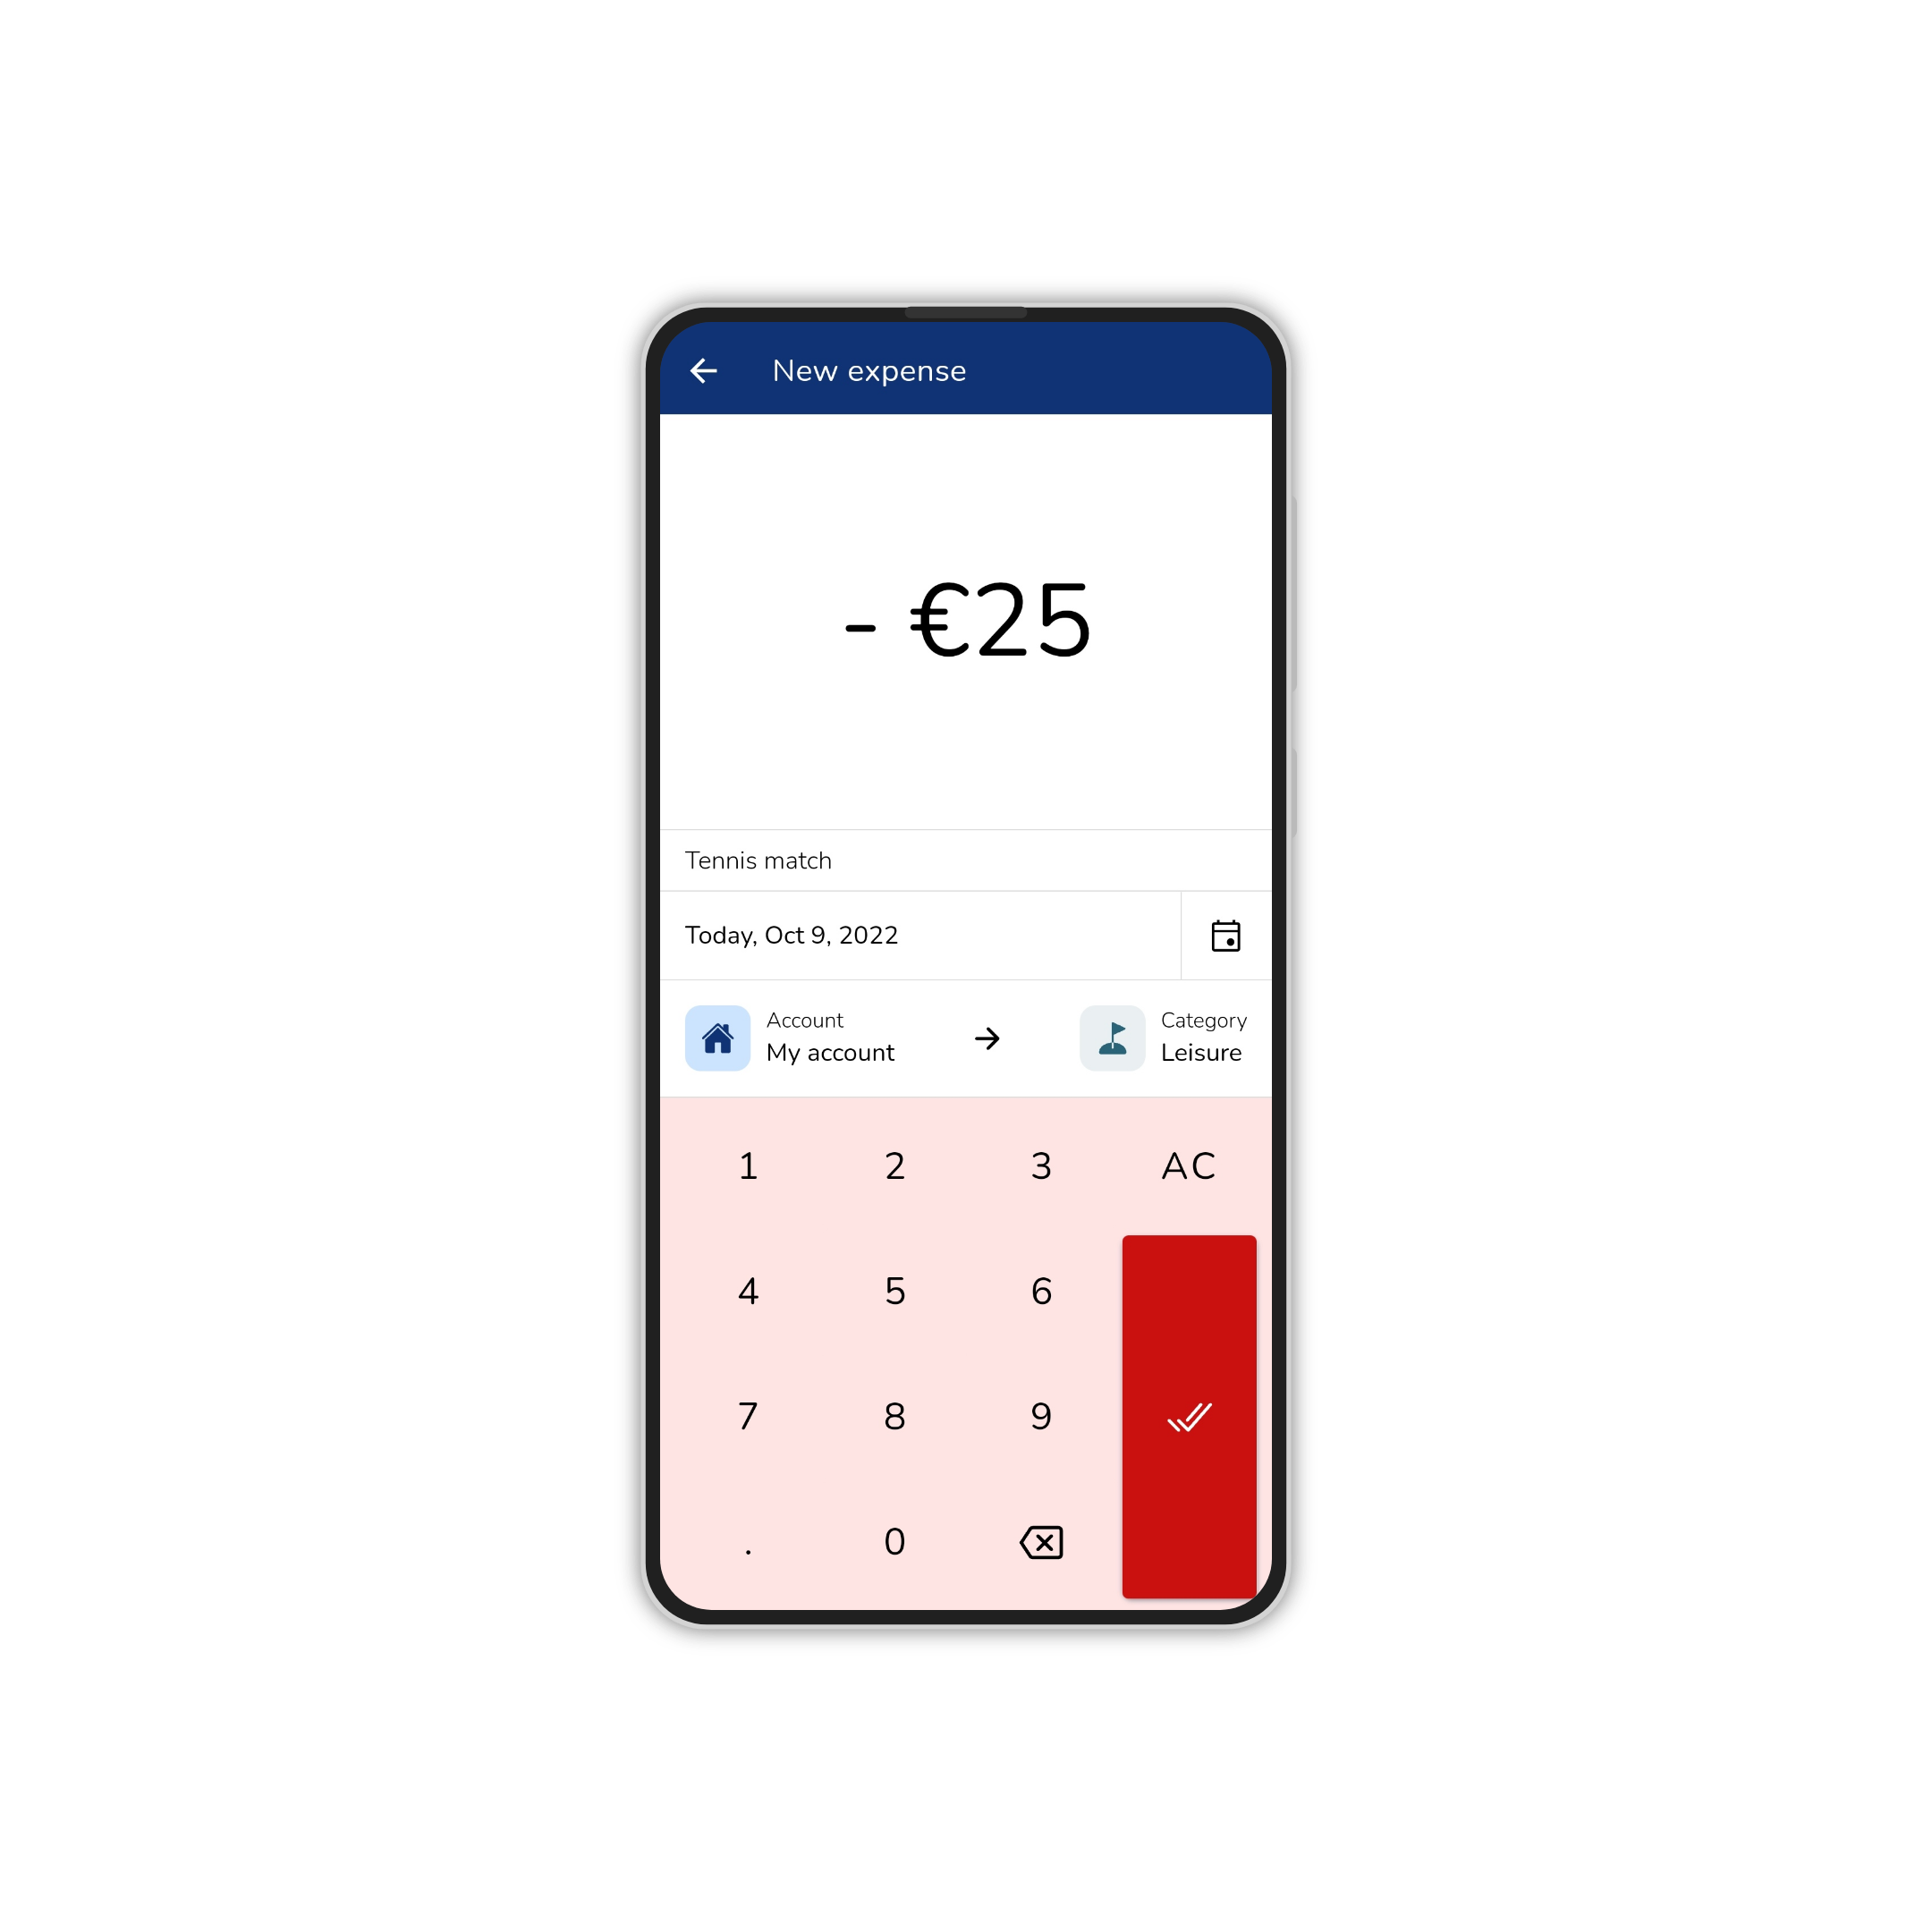 New expense
- €25
Tennis match
Today, Oct 9, 2022
Account
My account
Category
Leisure
1 2 3 AC
4 5 6
7 8 9
. 0